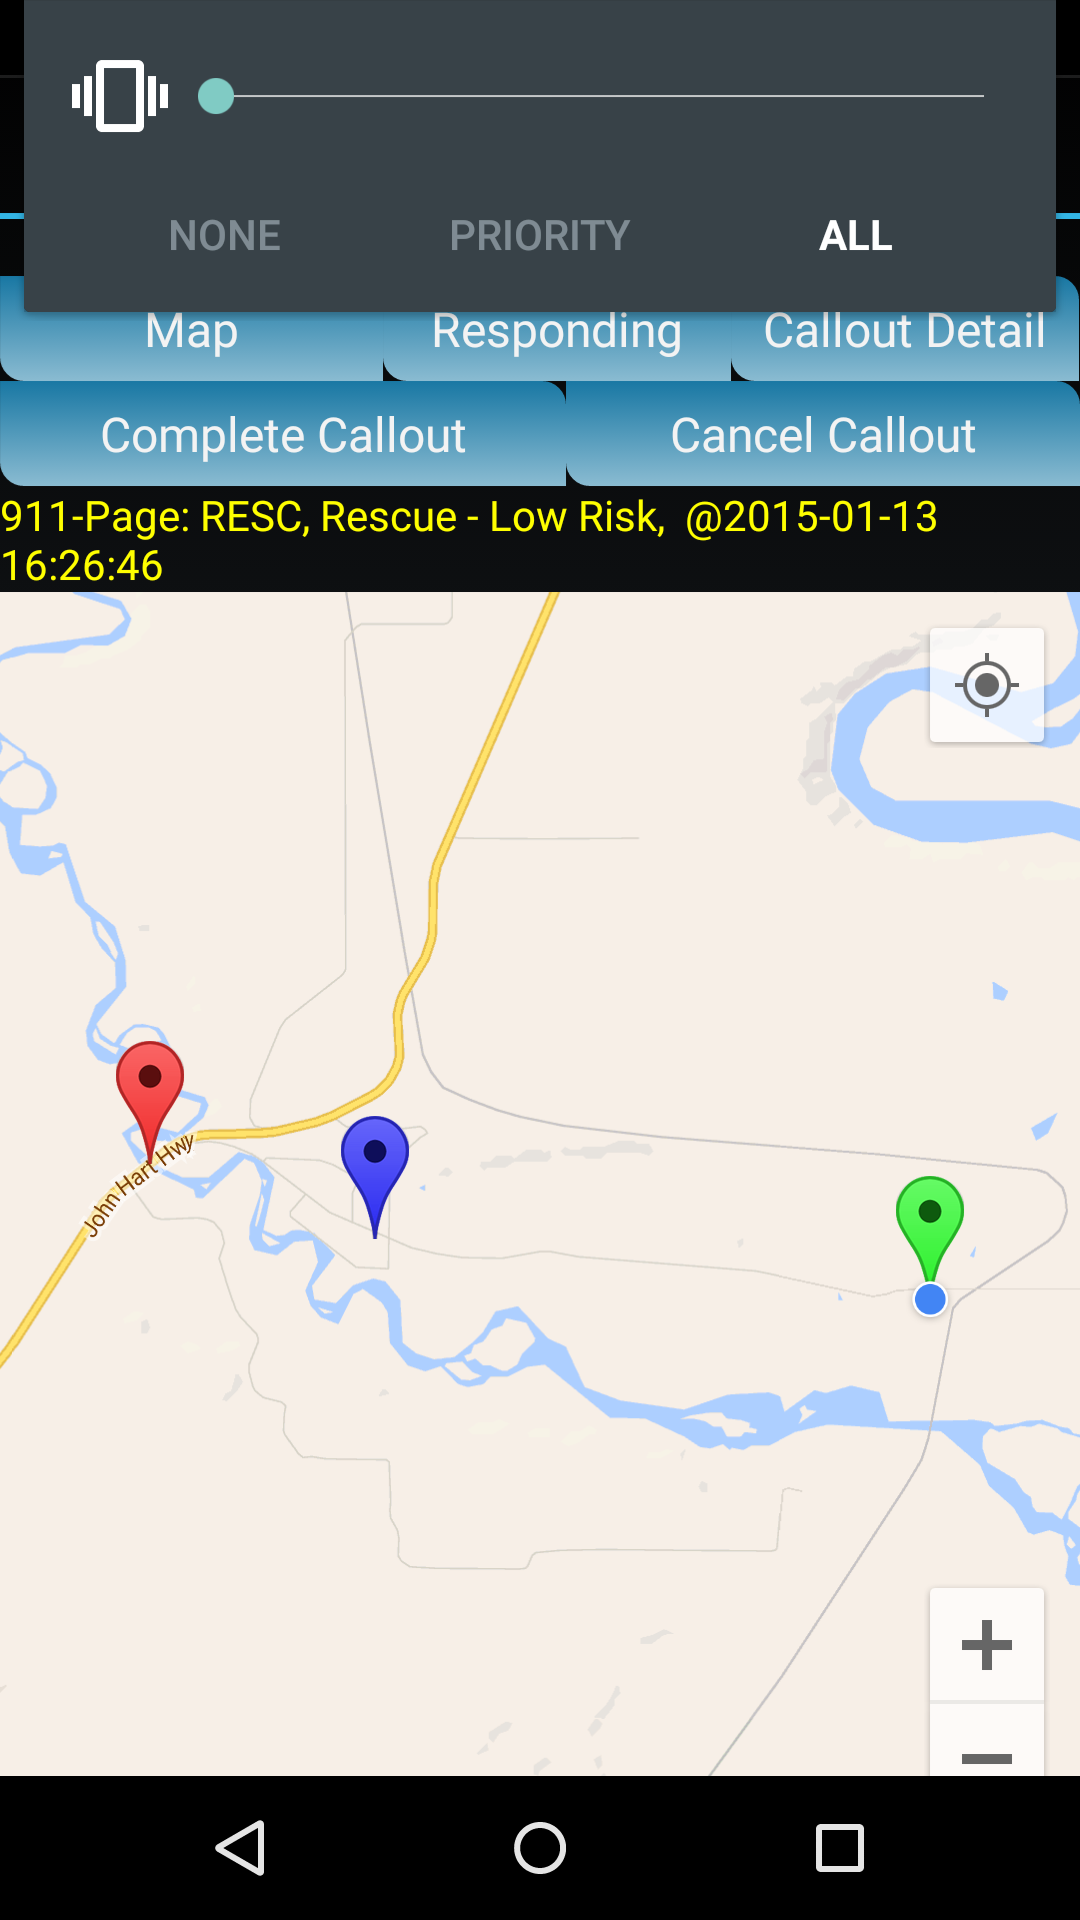 NONE PRIORITY ALL
Map Responding Callout Detail
Complete Callout Cancel Callout
911-Page: RESC, Rescue - Low Risk,  @2015-01-13
16:26:46
John Hart Hwy